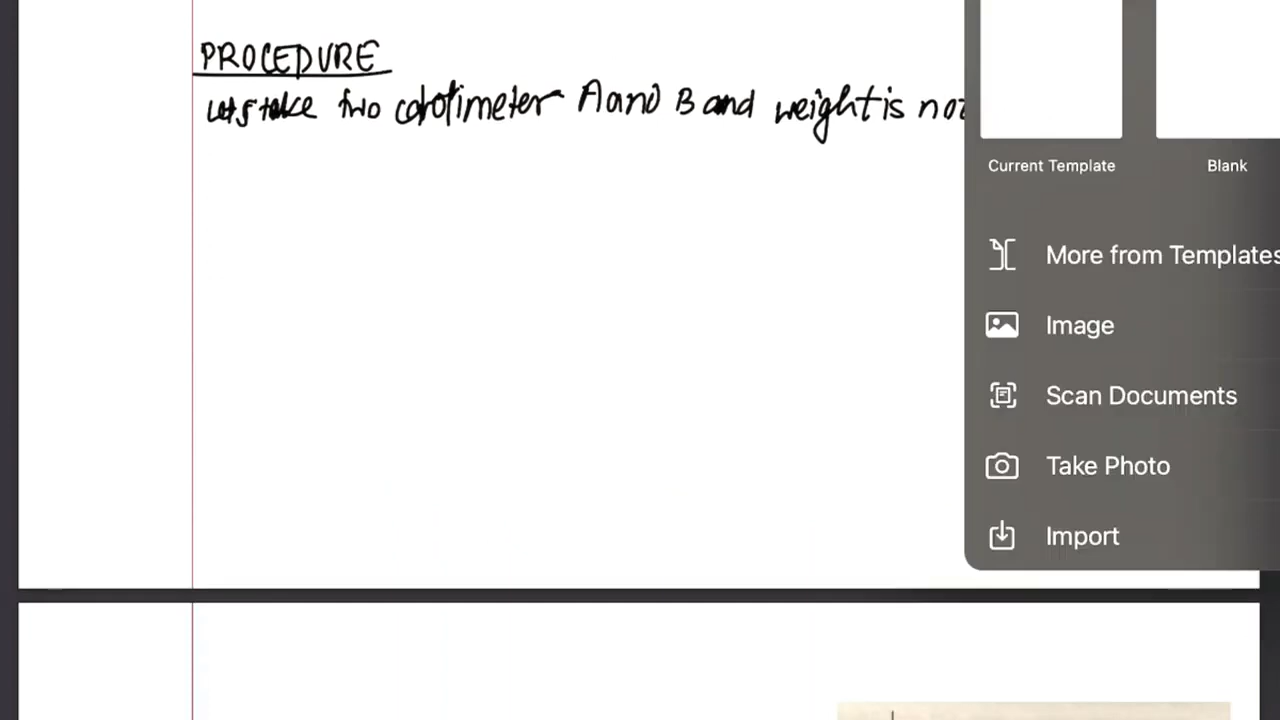 PROCEDURE
Lets take two calorimeter A and B and weight is not
Current Template
Blank
More from Templates
Image
Scan Documents
Take Photo
Import